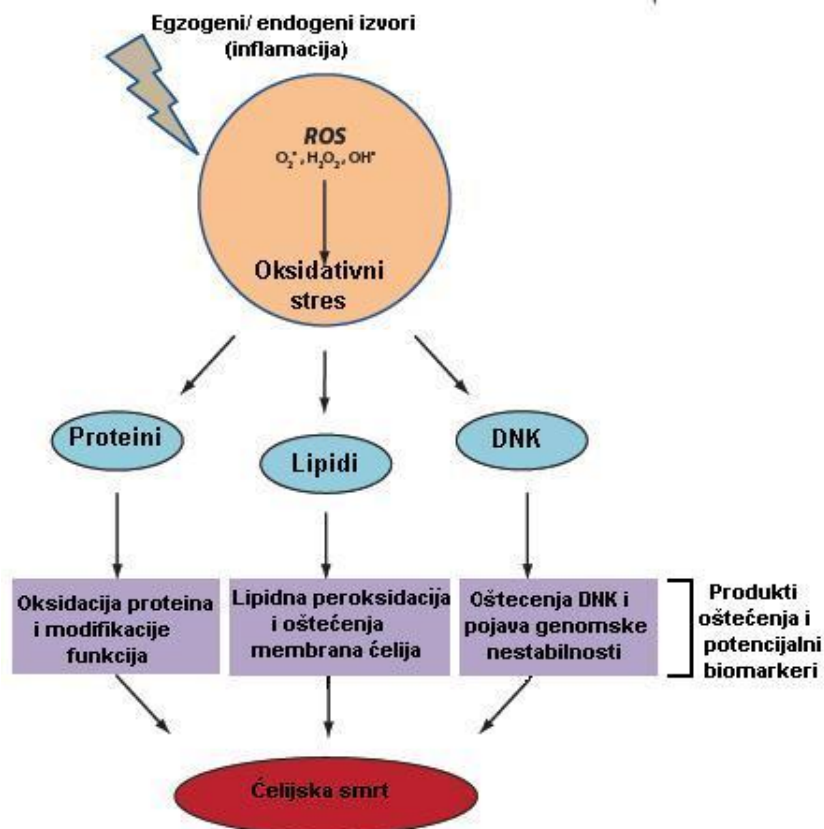 Egzogeni/ endogeni izvori
(inflamacija)
ROS
O₂•, H₂O₂, OH•
Oksidativni
stres
Proteini
Lipidi
DNK
Oksidacija proteina
i modifikacije
funkcija
Lipidna peroksidacija
i oštećenja
membrana ćelija
Oštecenja DNK i
pojava genomske
nestabilnosti
Produkti
oštećenja i
potencijalni
biomarkeri
Ćelijska smrt